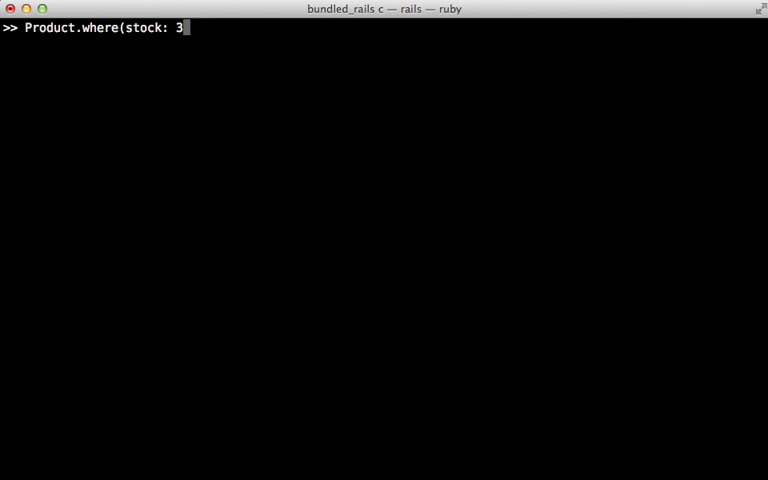 bundled_rails c — rails — ruby
>> Product.where(stock: 3